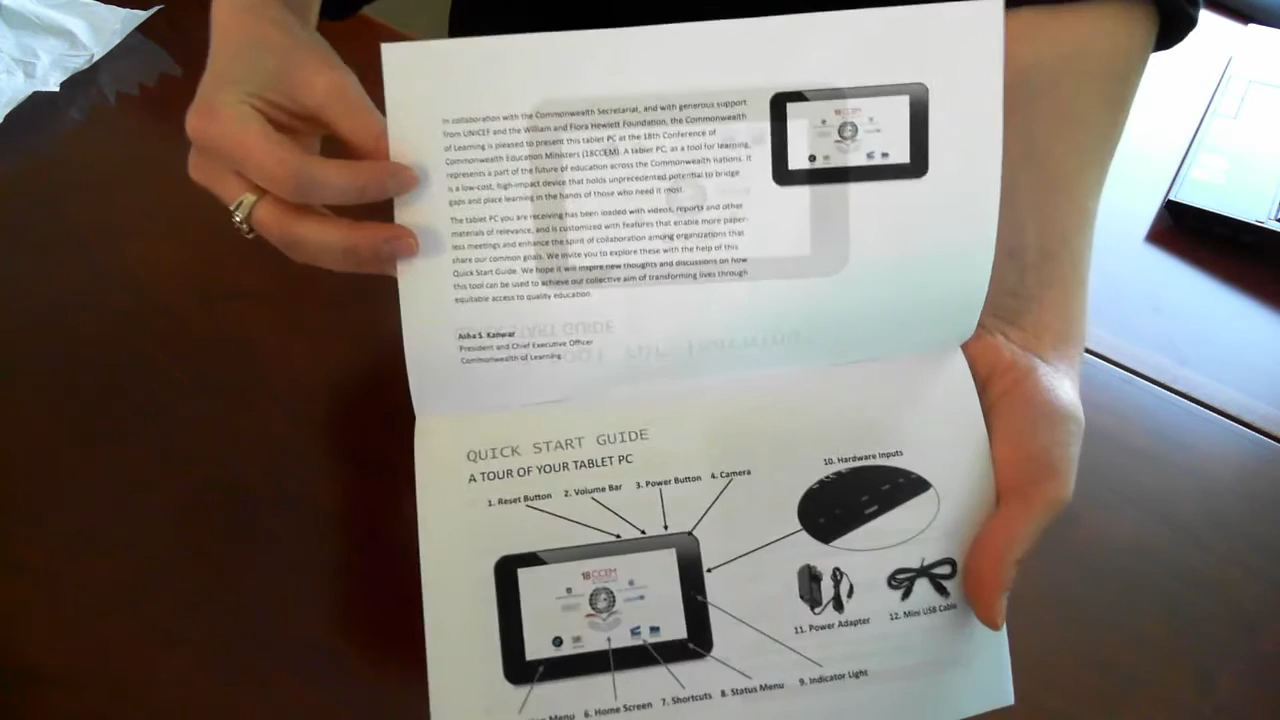 In collaboration with the Commonwealth Secretariat, and with generous support
from UNICEF and the William and Flora Hewlett Foundation, the Commonwealth
of Learning is pleased to present this tablet PC at the 18th Conference of
Commonwealth Education Ministers (18CCEM). A tablet PC, as a tool for learning,
represents a part of the future of education across the Commonwealth nations. It
is a low-cost, high-impact device that holds unprecedented potential to bridge
gaps and place learning in the hands of those who need it most.
The tablet PC you are receiving has been loaded with videos, reports and other
materials of relevance, and is customized with features that enable more paper-
less meetings and enhance the spirit of collaboration among organizations that
share our common goals. We invite you to explore these with the help of this
Quick Start Guide. We hope it will inspire new thoughts and discussions on how
this tool can be used to achieve our collective aim of transforming lives through
equitable access to quality education.
Asha S. Kanwar
President and Chief Executive Officer
Commonwealth of Learning
18CCEM
QUICK START GUIDE
A TOUR OF YOUR TABLET PC
1. Reset Button
2. Volume Bar
3. Power Button
4. Camera
10. Hardware Inputs
18CCEM
11. Power Adapter
12. Mini USB Cable
Menu
6. Home Screen
7. Shortcuts
8. Status Menu
9. Indicator Light